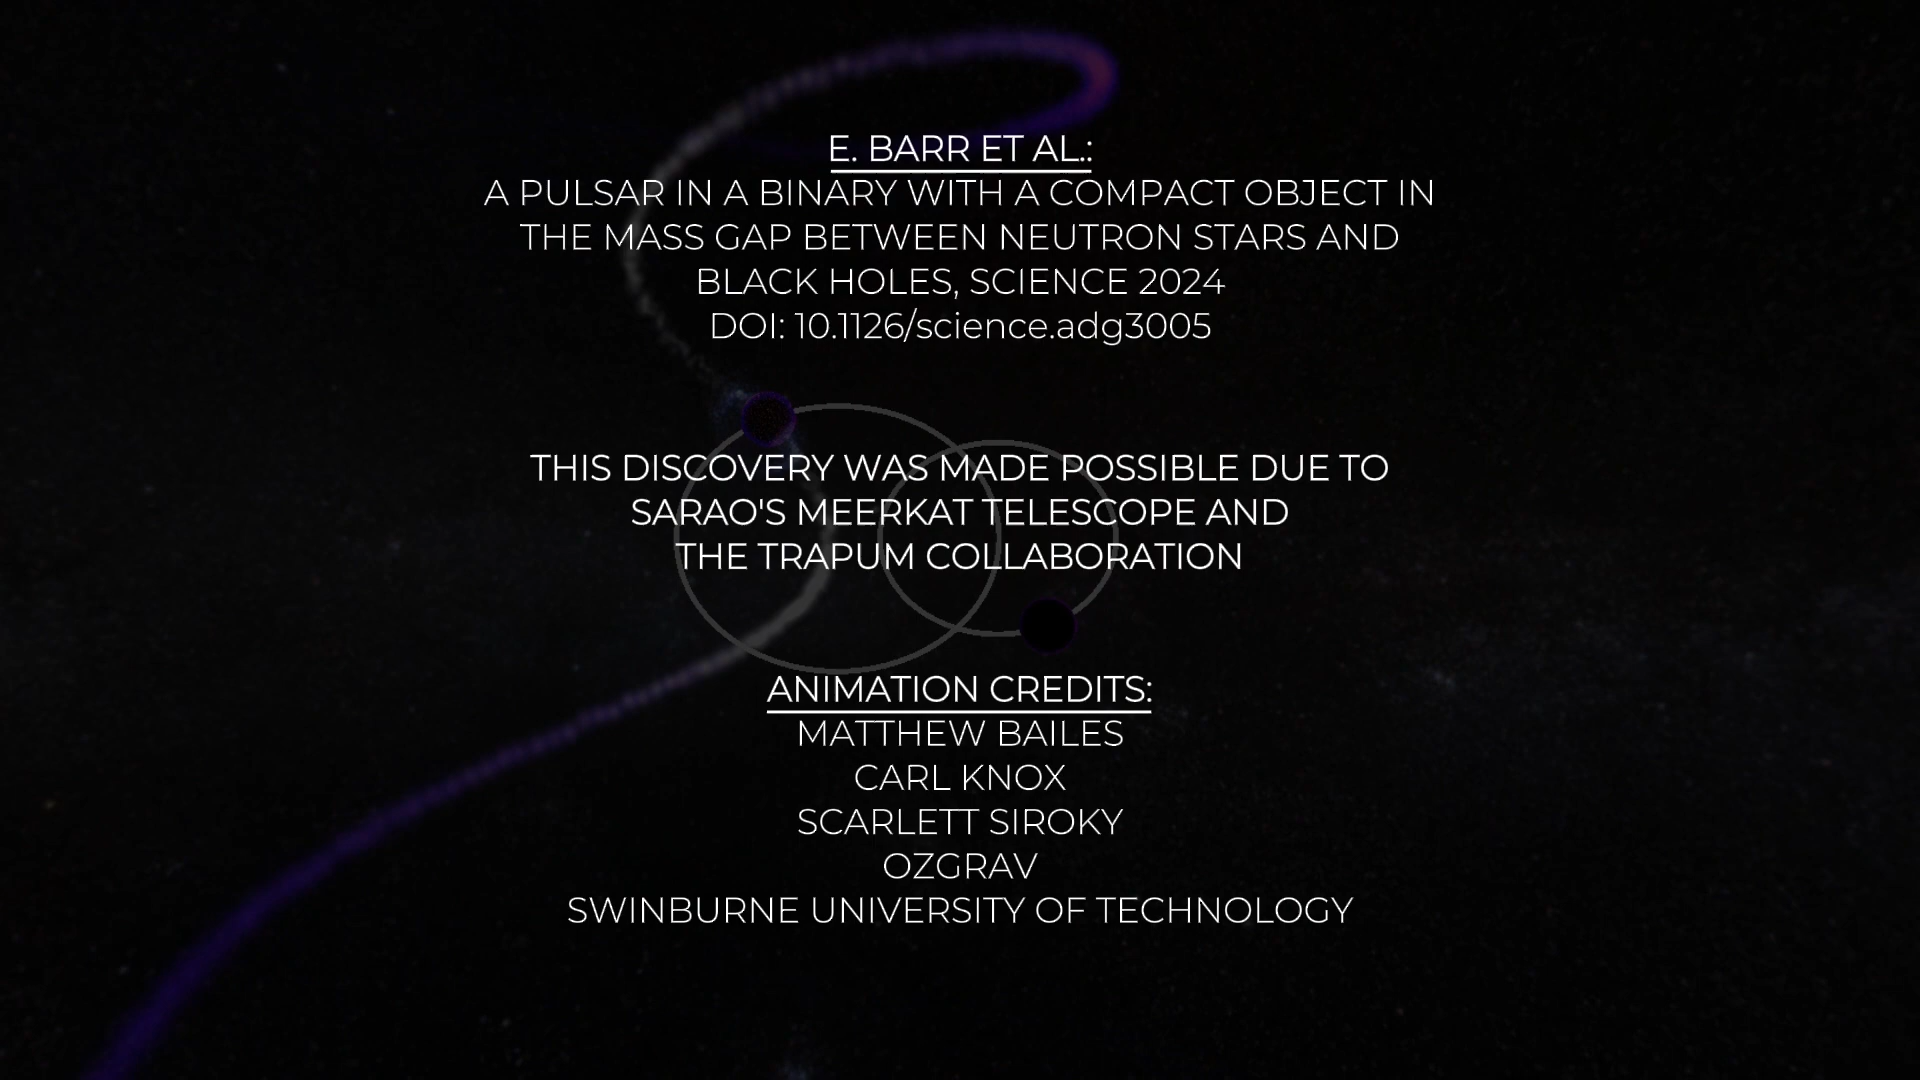 E. BARR ET AL.:
A PULSAR IN A BINARY WITH A COMPACT OBJECT IN
THE MASS GAP BETWEEN NEUTRON STARS AND
BLACK HOLES, SCIENCE 2024
DOI: 10.1126/science.adg3005
THIS DISCOVERY WAS MADE POSSIBLE DUE TO
SARAO'S MEERKAT TELESCOPE AND
THE TRAPUM COLLABORATION
ANIMATION CREDITS:
MATTHEW BAILES
CARL KNOX
SCARLETT SIROKY
OZGRAV
SWINBURNE UNIVERSITY OF TECHNOLOGY